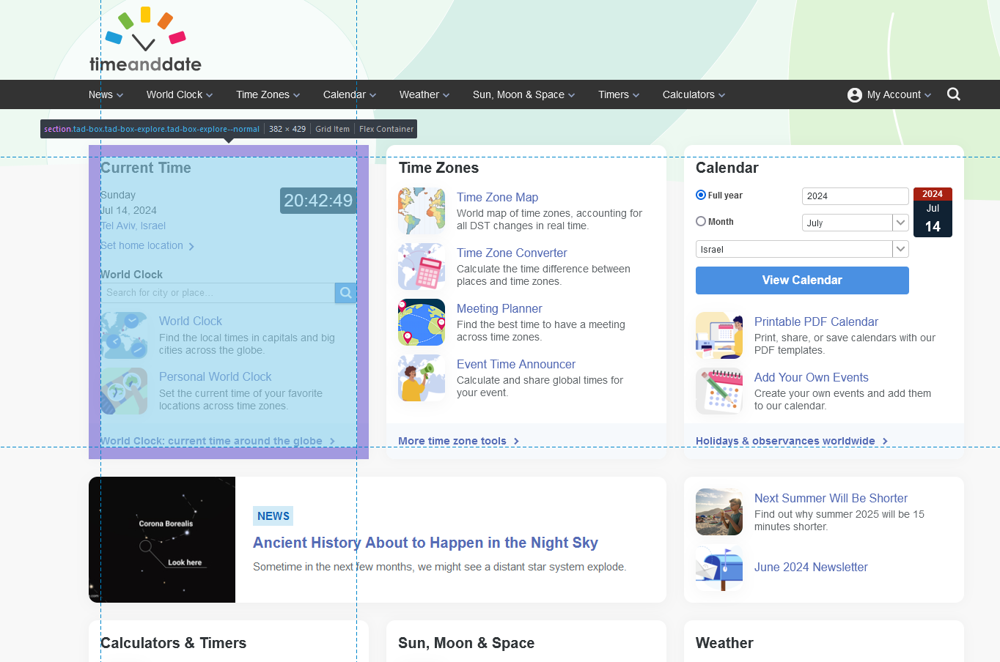 timeanddate
News World Clock Time Zones Calendar Weather Sun, Moon & Space Timers Calculators My Account
section.tad-box.tad-box-explore.tad-box-explore--normal 382 × 429 Grid Item Flex Container
Current Time
Sunday
Jul 14, 2024
Tel Aviv, Israel
20:42:49
Set home location
World Clock
Search for city or place...
World Clock
Find the local times in capitals and big
cities across the globe.
Personal World Clock
Set the current time of your favorite
locations across time zones.
World Clock: current time around the globe
Time Zones
Time Zone Map
World map of time zones, accounting for
all DST changes in real time.
Time Zone Converter
Calculate the time difference between
places and time zones.
Meeting Planner
Find the best time to have a meeting
across time zones.
Event Time Announcer
Calculate and share global times for
your event.
More time zone tools
Calendar
Full year 2024
Month July
Israel
2024
Jul
14
View Calendar
Printable PDF Calendar
Print, share, or save calendars with our
PDF templates.
Add Your Own Events
Create your own events and add them
to our calendar.
Holidays & observances worldwide
Corona Borealis
Look here
NEWS
Ancient History About to Happen in the Night Sky
Sometime in the next few months, we might see a distant star system explode.
Next Summer Will Be Shorter
Find out why summer 2025 will be 15
minutes shorter.
June 2024 Newsletter
Calculators & Timers
Sun, Moon & Space
Weather